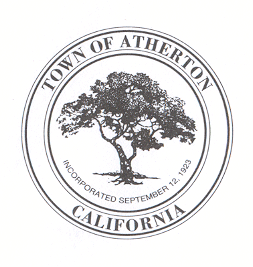 TOWN OF ATHERTON
INCORPORATED SEPTEMBER 12, 1923
CALIFORNIA